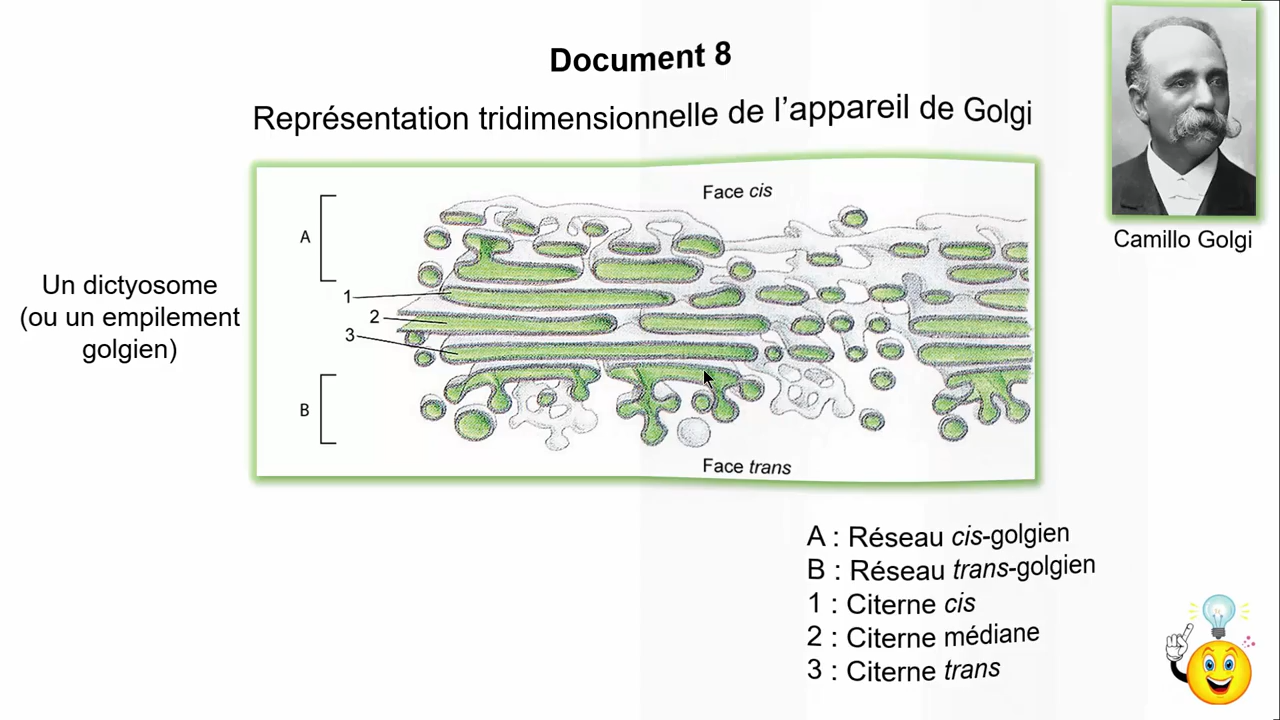 Document 8
Représentation tridimensionnelle de l’appareil de Golgi
Camillo Golgi
Un dictyosome
(ou un empilement
golgien)
Face cis
A
1
2
3
B
Face trans
A : Réseau cis-golgien
B : Réseau trans-golgien
1 : Citerne cis
2 : Citerne médiane
3 : Citerne trans